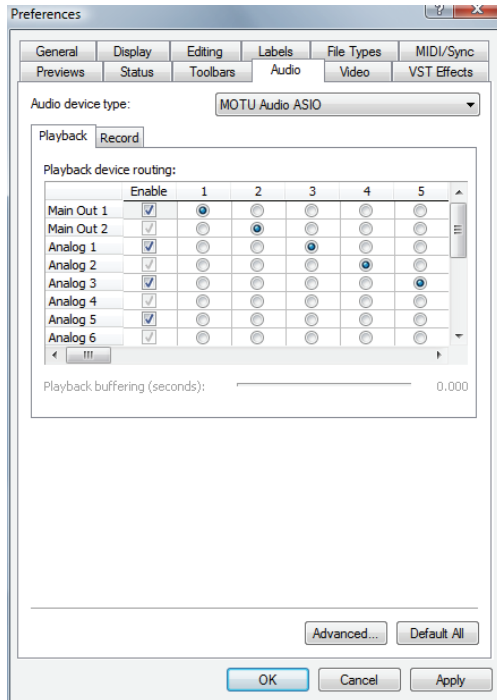 Preferences
General Display Editing Labels File Types MIDI/Sync
Previews Status Toolbars Audio Video VST Effects
Audio device type: MOTU Audio ASIO
Playback Record
Playback device routing:
Enable 1 2 3 4 5
Main Out 1
Main Out 2
Analog 1
Analog 2
Analog 3
Analog 4
Analog 5
Analog 6
Playback buffering (seconds): 0.000
Advanced... Default All
OK Cancel Apply